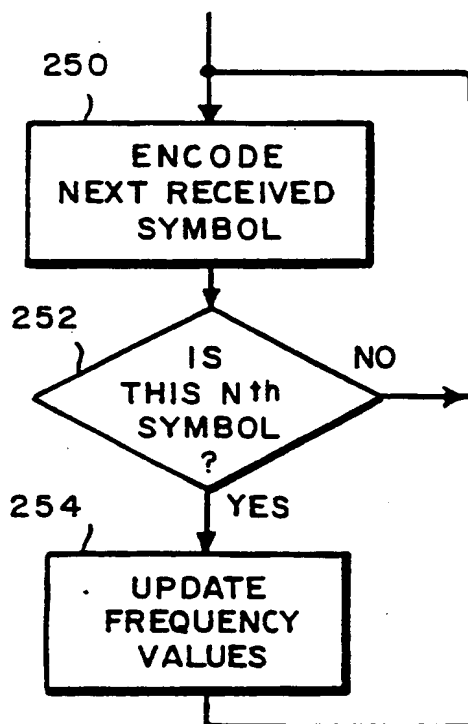 250
ENCODE
NEXT RECEIVED
SYMBOL
252
IS
THIS Nth
SYMBOL
?
NO
YES
254
UPDATE
FREQUENCY
VALUES